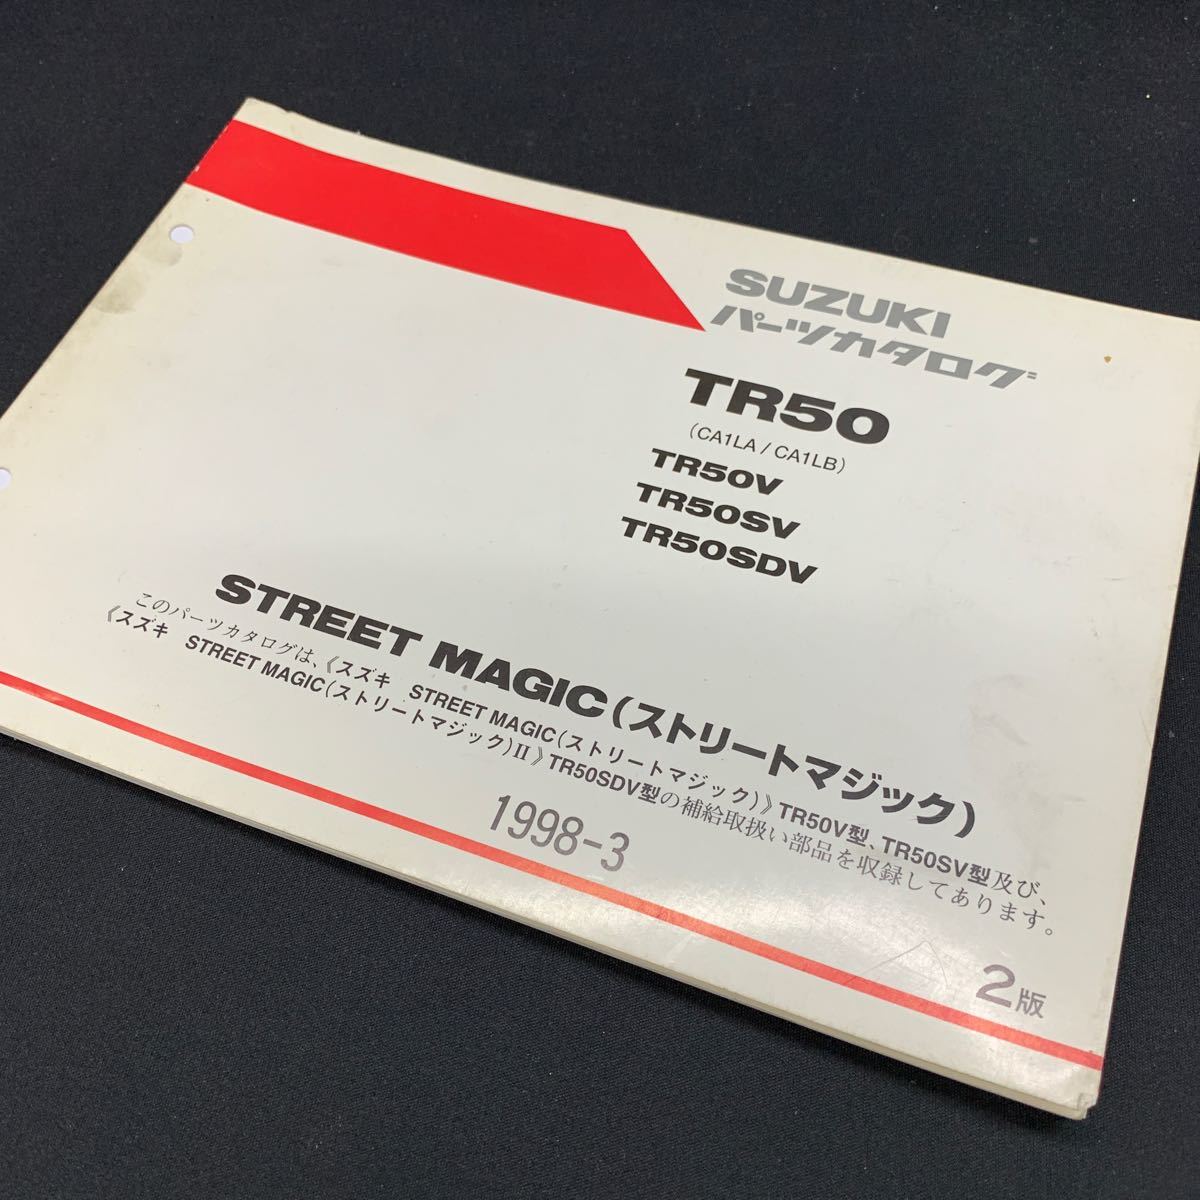 SUZUKI
パーツカタログ
TR50
(CA1LA / CA1LB)
TR50V
TR50SV
TR50SDV
STREET MAGIC(ストリートマジック)
このパーツカタログは、《スズキ　STREET MAGIC(ストリートマジック)》TR50V型、TR50SV型及び、
《スズキ　STREET MAGIC(ストリートマジック)II》TR50SDV型の補給取扱い部品を収録してあります。
1998-3
2版